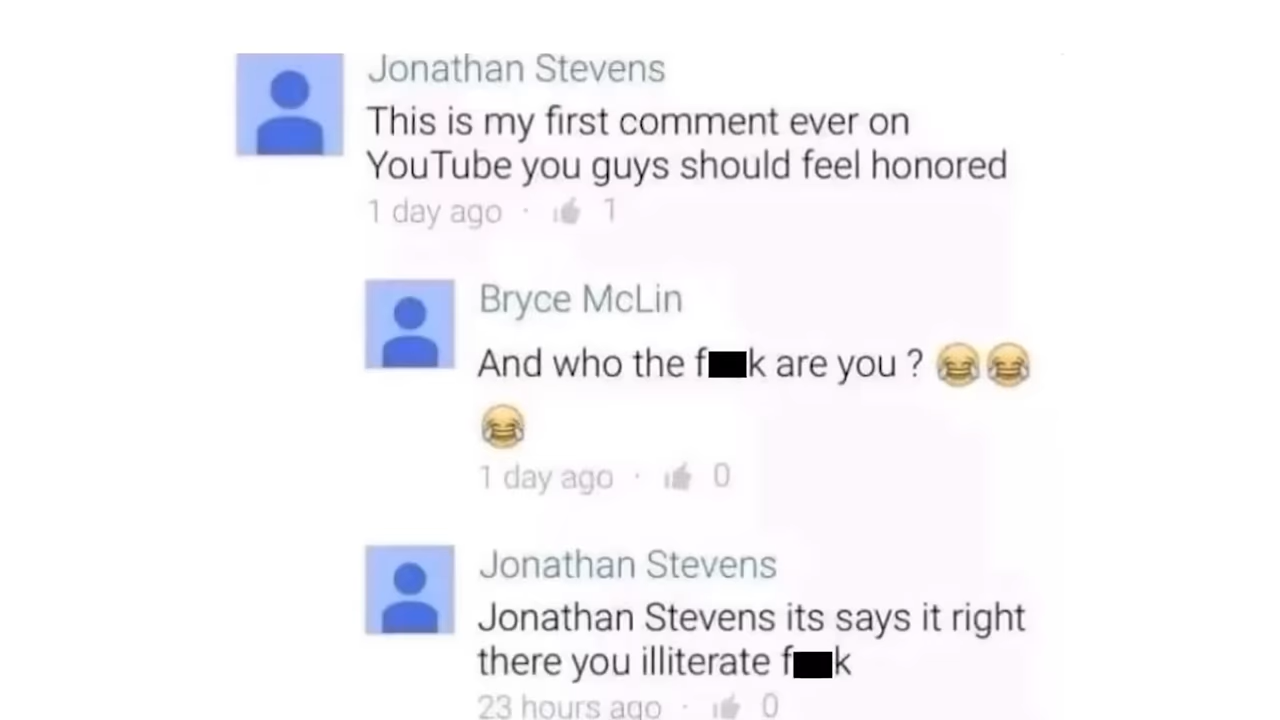 Jonathan Stevens
This is my first comment ever on
YouTube you guys should feel honored
1 day ago · 1
Bryce McLin
And who the f██k are you ? 😂😂
😂
1 day ago · 0
Jonathan Stevens
Jonathan Stevens its says it right
there you illiterate f██k
23 hours ago · 0